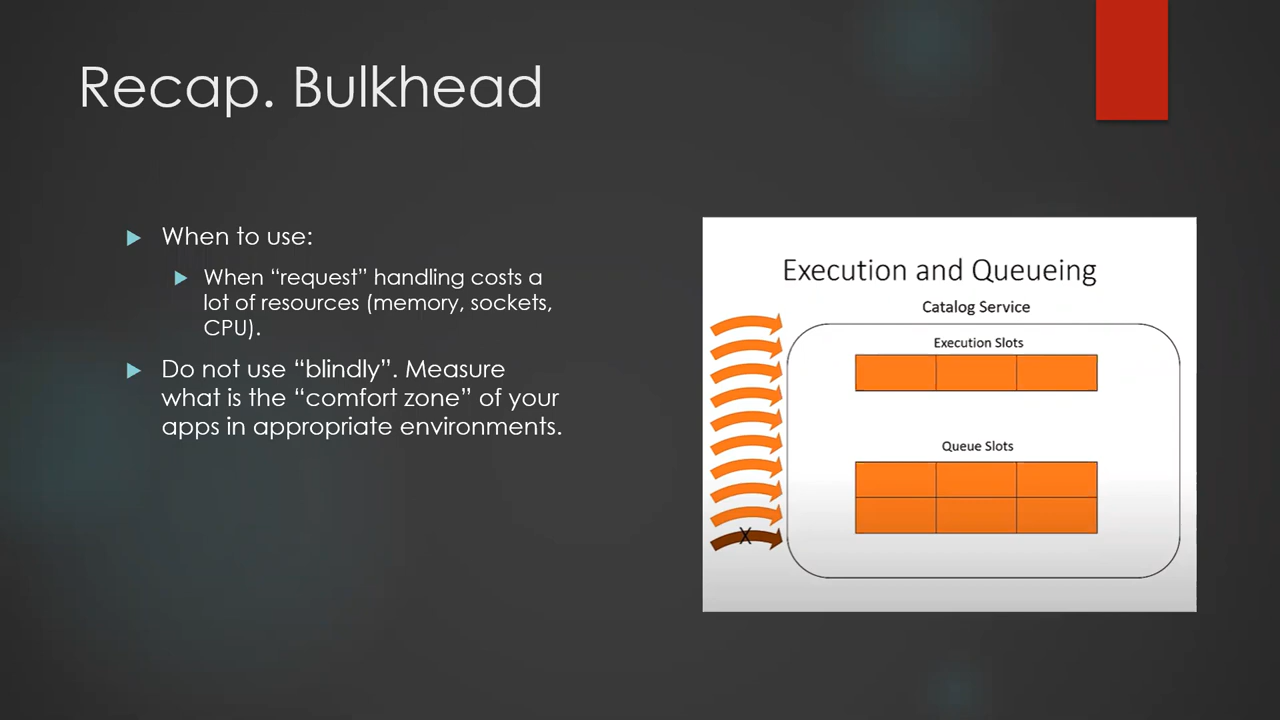 Recap. Bulkhead
When to use:
When “request” handling costs a
lot of resources (memory, sockets,
CPU).
Do not use “blindly”. Measure
what is the “comfort zone” of your
apps in appropriate environments.
Execution and Queueing
Catalog Service
Execution Slots
Queue Slots
X